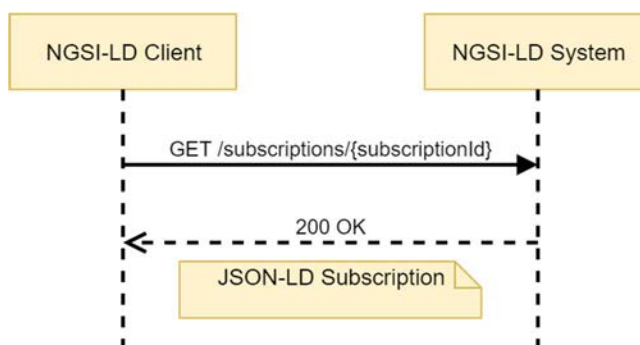 NGSI-LD Client
NGSI-LD System
GET /subscriptions/{subscriptionId}
200 OK
JSON-LD Subscription